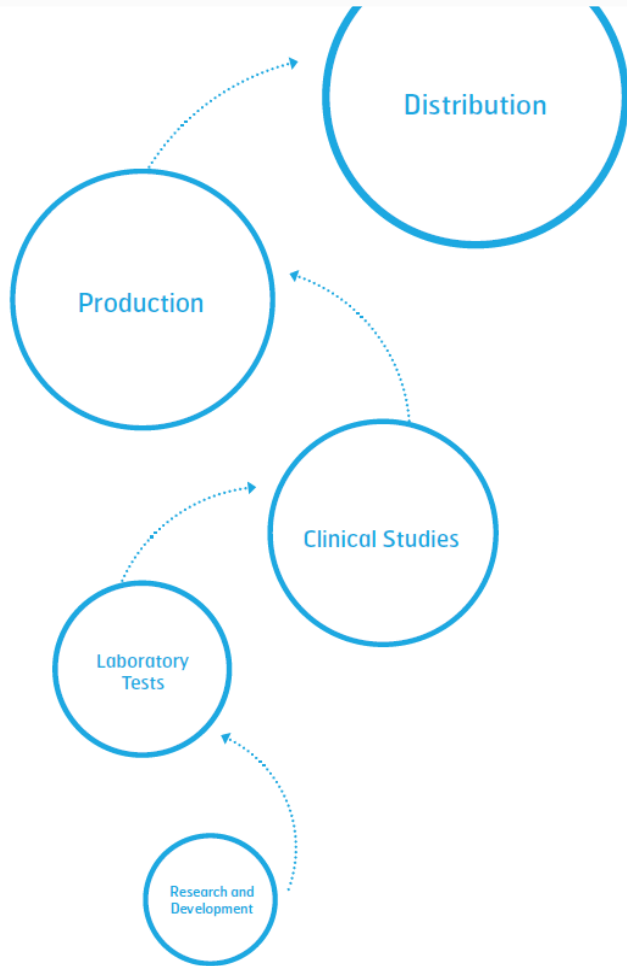 Distribution
Production
Clinical Studies
Laboratory
Tests
Research and
Development